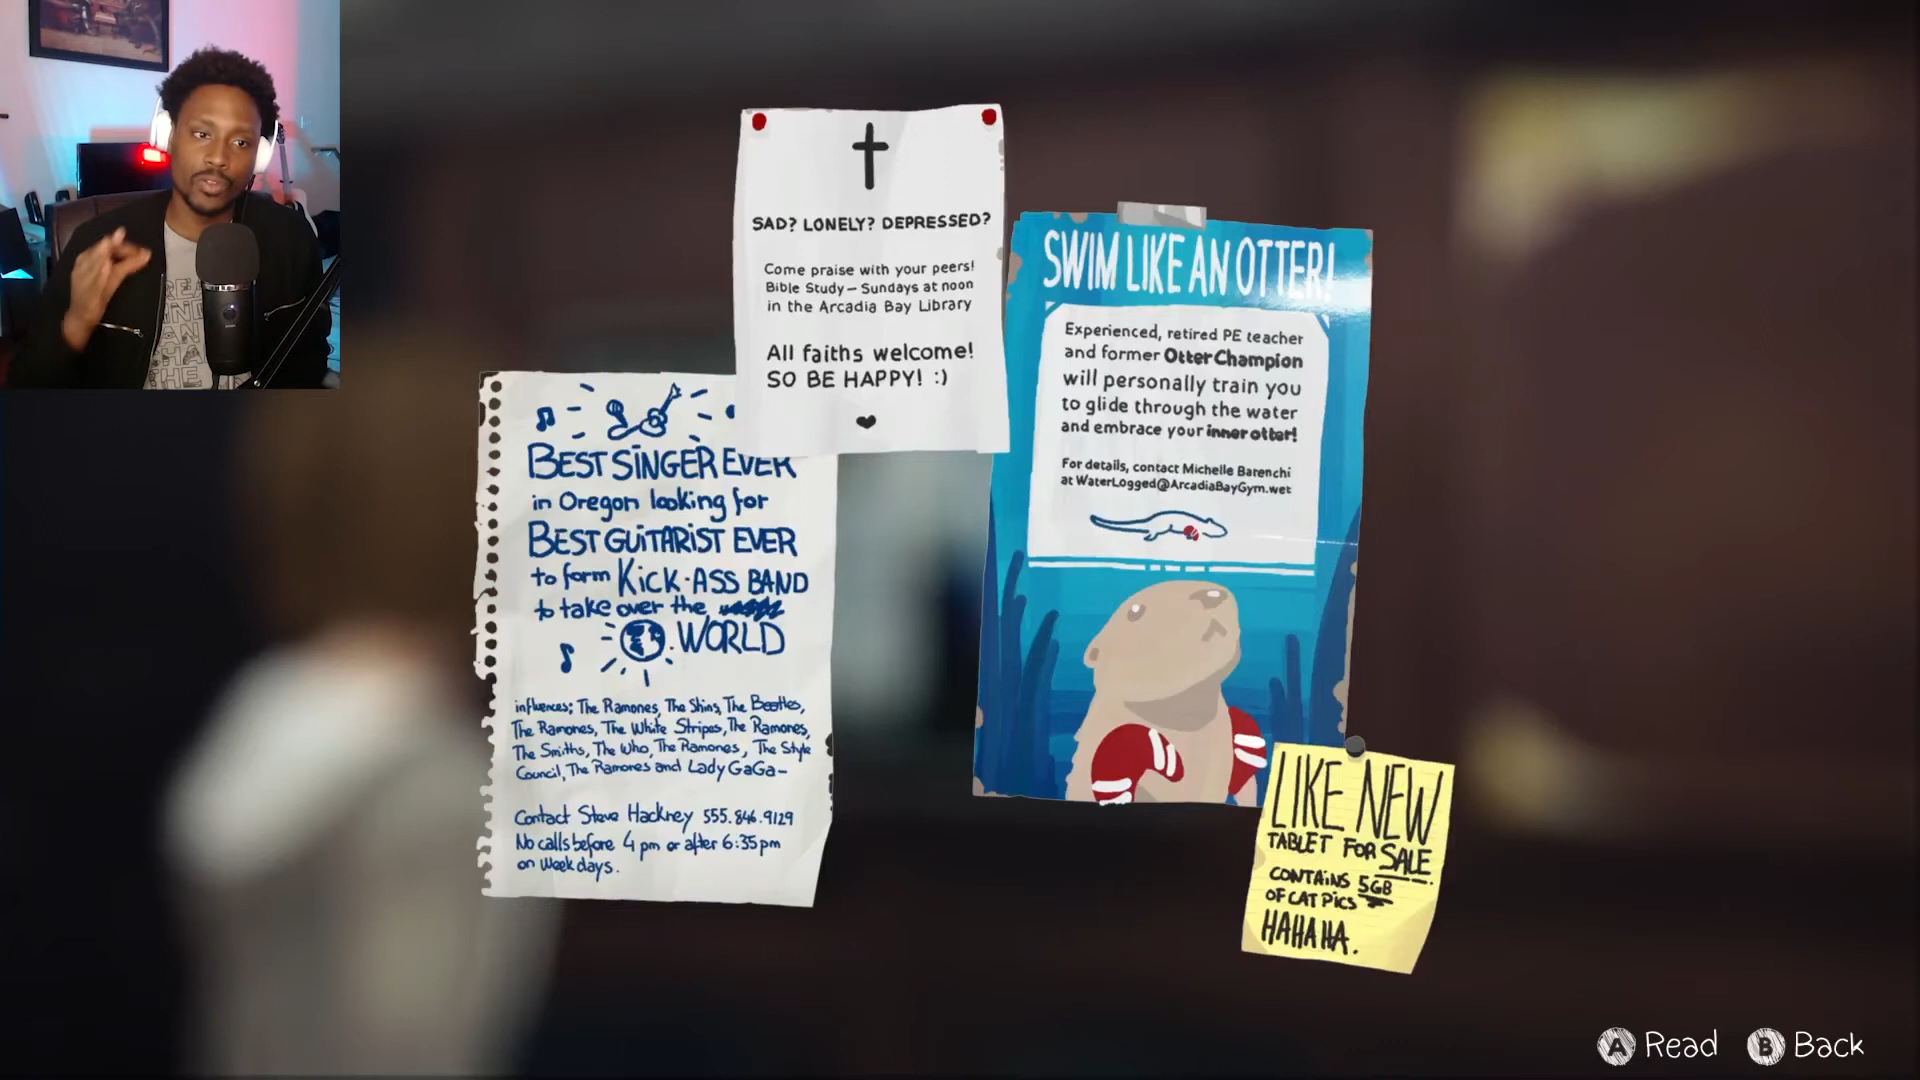 SAD? LONELY? DEPRESSED?
Come praise with your peers!
Bible Study – Sundays at noon
in the Arcadia Bay Library
All faiths welcome!
SO BE HAPPY! :)
SWIM LIKE AN OTTER!
Experienced, retired PE teacher
and former Otter Champion
will personally train you
to glide through the water
and embrace your inner otter!
For details, contact Michelle Barenchi
at WaterLogged@ArcadiaBayGym.wet
BEST SINGER EVER
in Oregon looking for
BEST GUITARIST EVER
to form KICK-ASS BAND
to take over the
WORLD
influences: The Ramones, The Shins, The Beatles,
The Ramones, The White Stripes, The Ramones,
The Smiths, The Who, The Ramones, The Style
Council, The Ramones and Lady GaGa–
Contact Steve Hackney 555.846.9129
No calls before 4 pm or after 6:35 pm
on weekdays.
LIKE NEW
TABLET FOR SALE.
CONTAINS 5GB
OF CAT PICS
HAHAHA.
A Read B Back